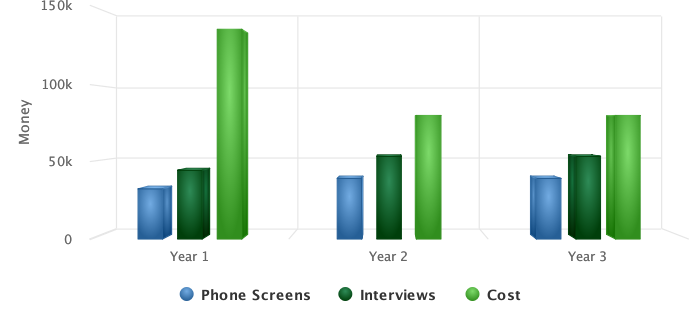 150k
100k
50k
0
Money
Year 1
Year 2
Year 3
Phone Screens
Interviews
Cost